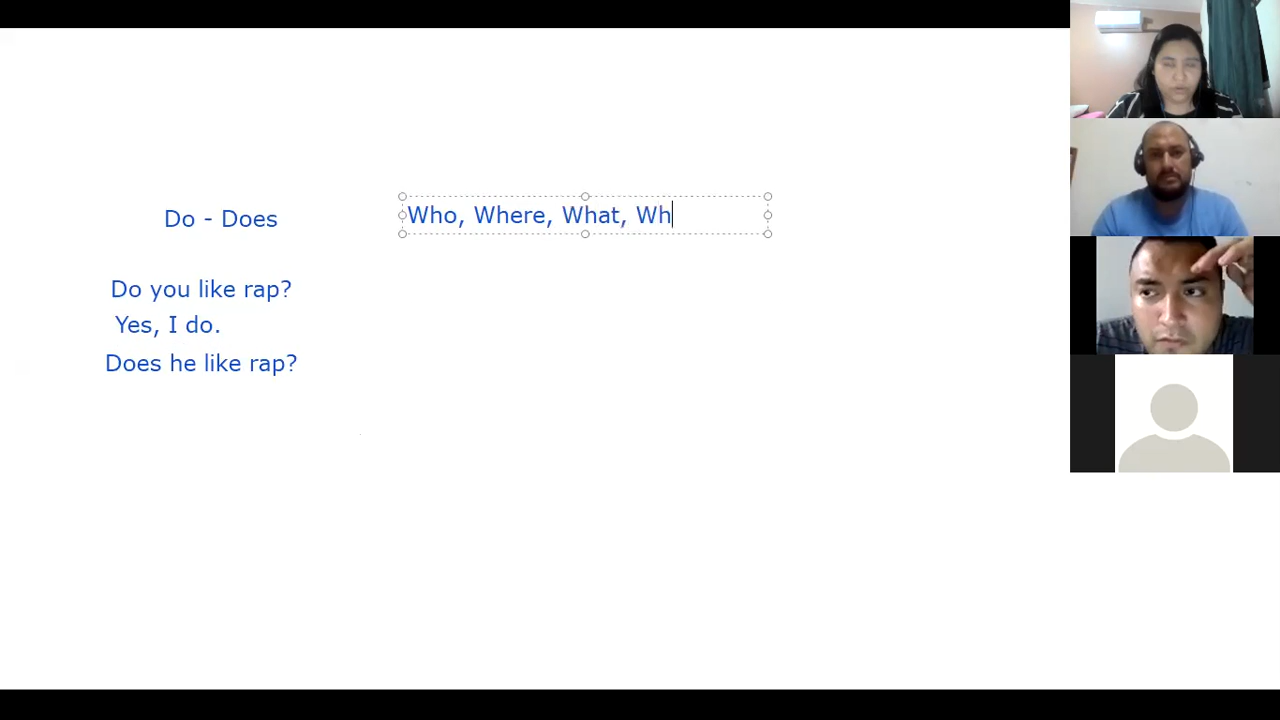 Do - Does
Who, Where, What, Wh
Do you like rap?
Yes, I do.
Does he like rap?